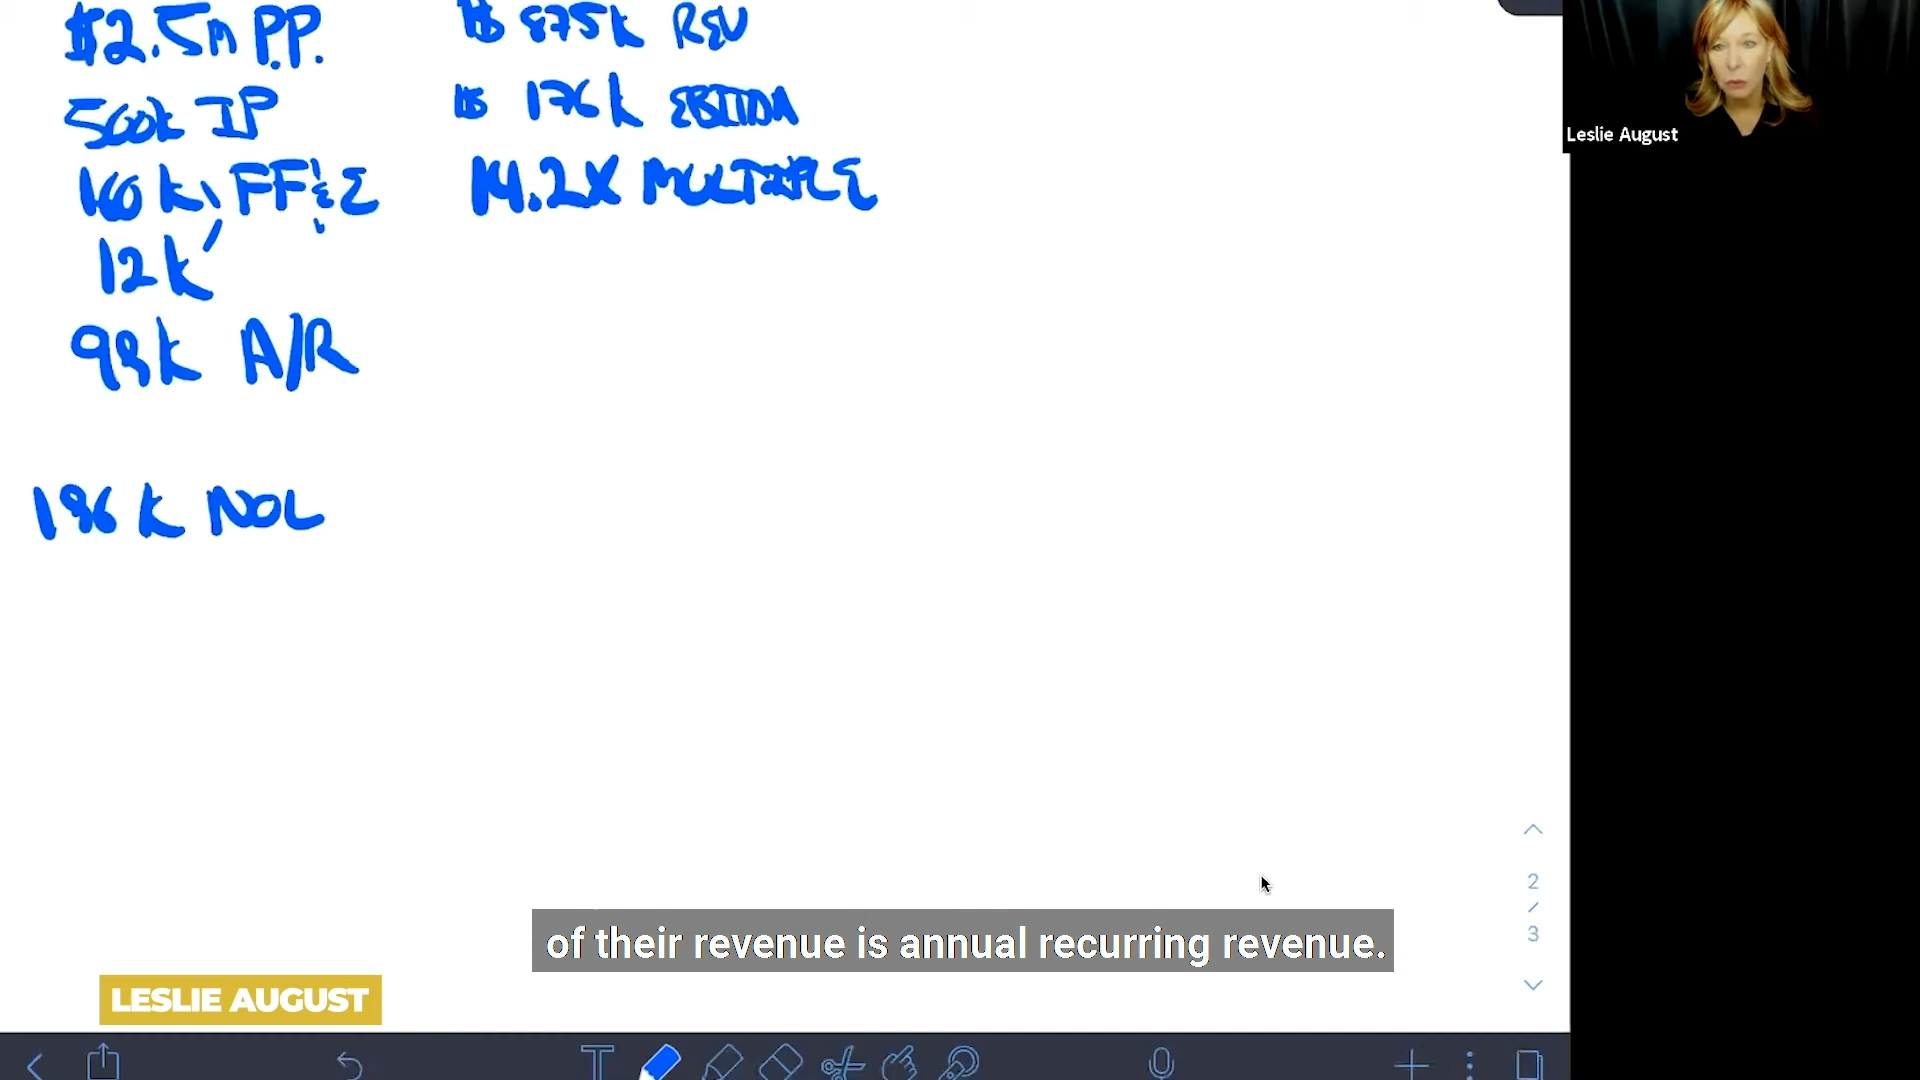 $2.5m P.P.
500k IP
160k, FF&E
12k
98k A/R
196k NOL
875k REV
176k EBITDA
14.2X MULTIPLE
Leslie August
2
/
3
of their revenue is annual recurring revenue.
LESLIE AUGUST
T